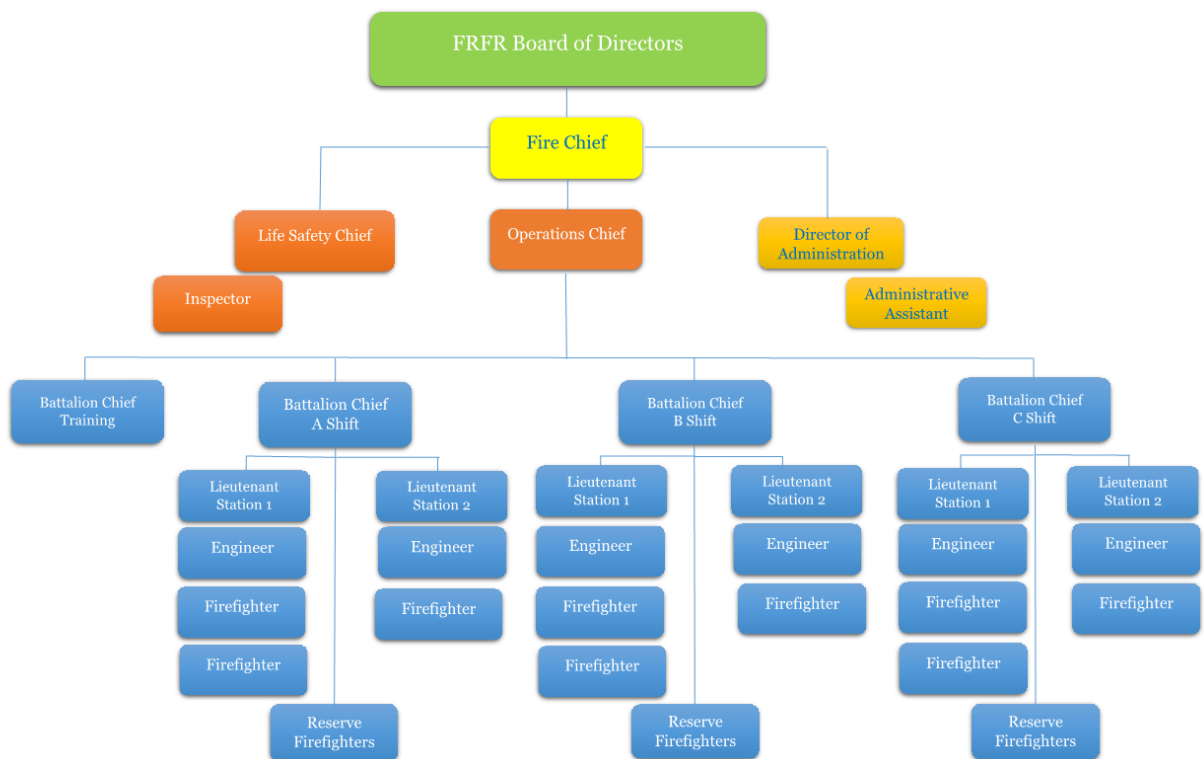 FRFR Board of Directors
Fire Chief
Life Safety Chief
Operations Chief
Director of
Administration
Inspector
Administrative
Assistant
Battalion Chief
Training
Battalion Chief
A Shift
Battalion Chief
B Shift
Battalion Chief
C Shift
Lieutenant
Station 1
Lieutenant
Station 2
Lieutenant
Station 1
Lieutenant
Station 2
Lieutenant
Station 1
Lieutenant
Station 2
Engineer
Engineer
Engineer
Engineer
Engineer
Engineer
Firefighter
Firefighter
Firefighter
Firefighter
Firefighter
Firefighter
Firefighter
Firefighter
Firefighter
Reserve
Firefighters
Reserve
Firefighters
Reserve
Firefighters